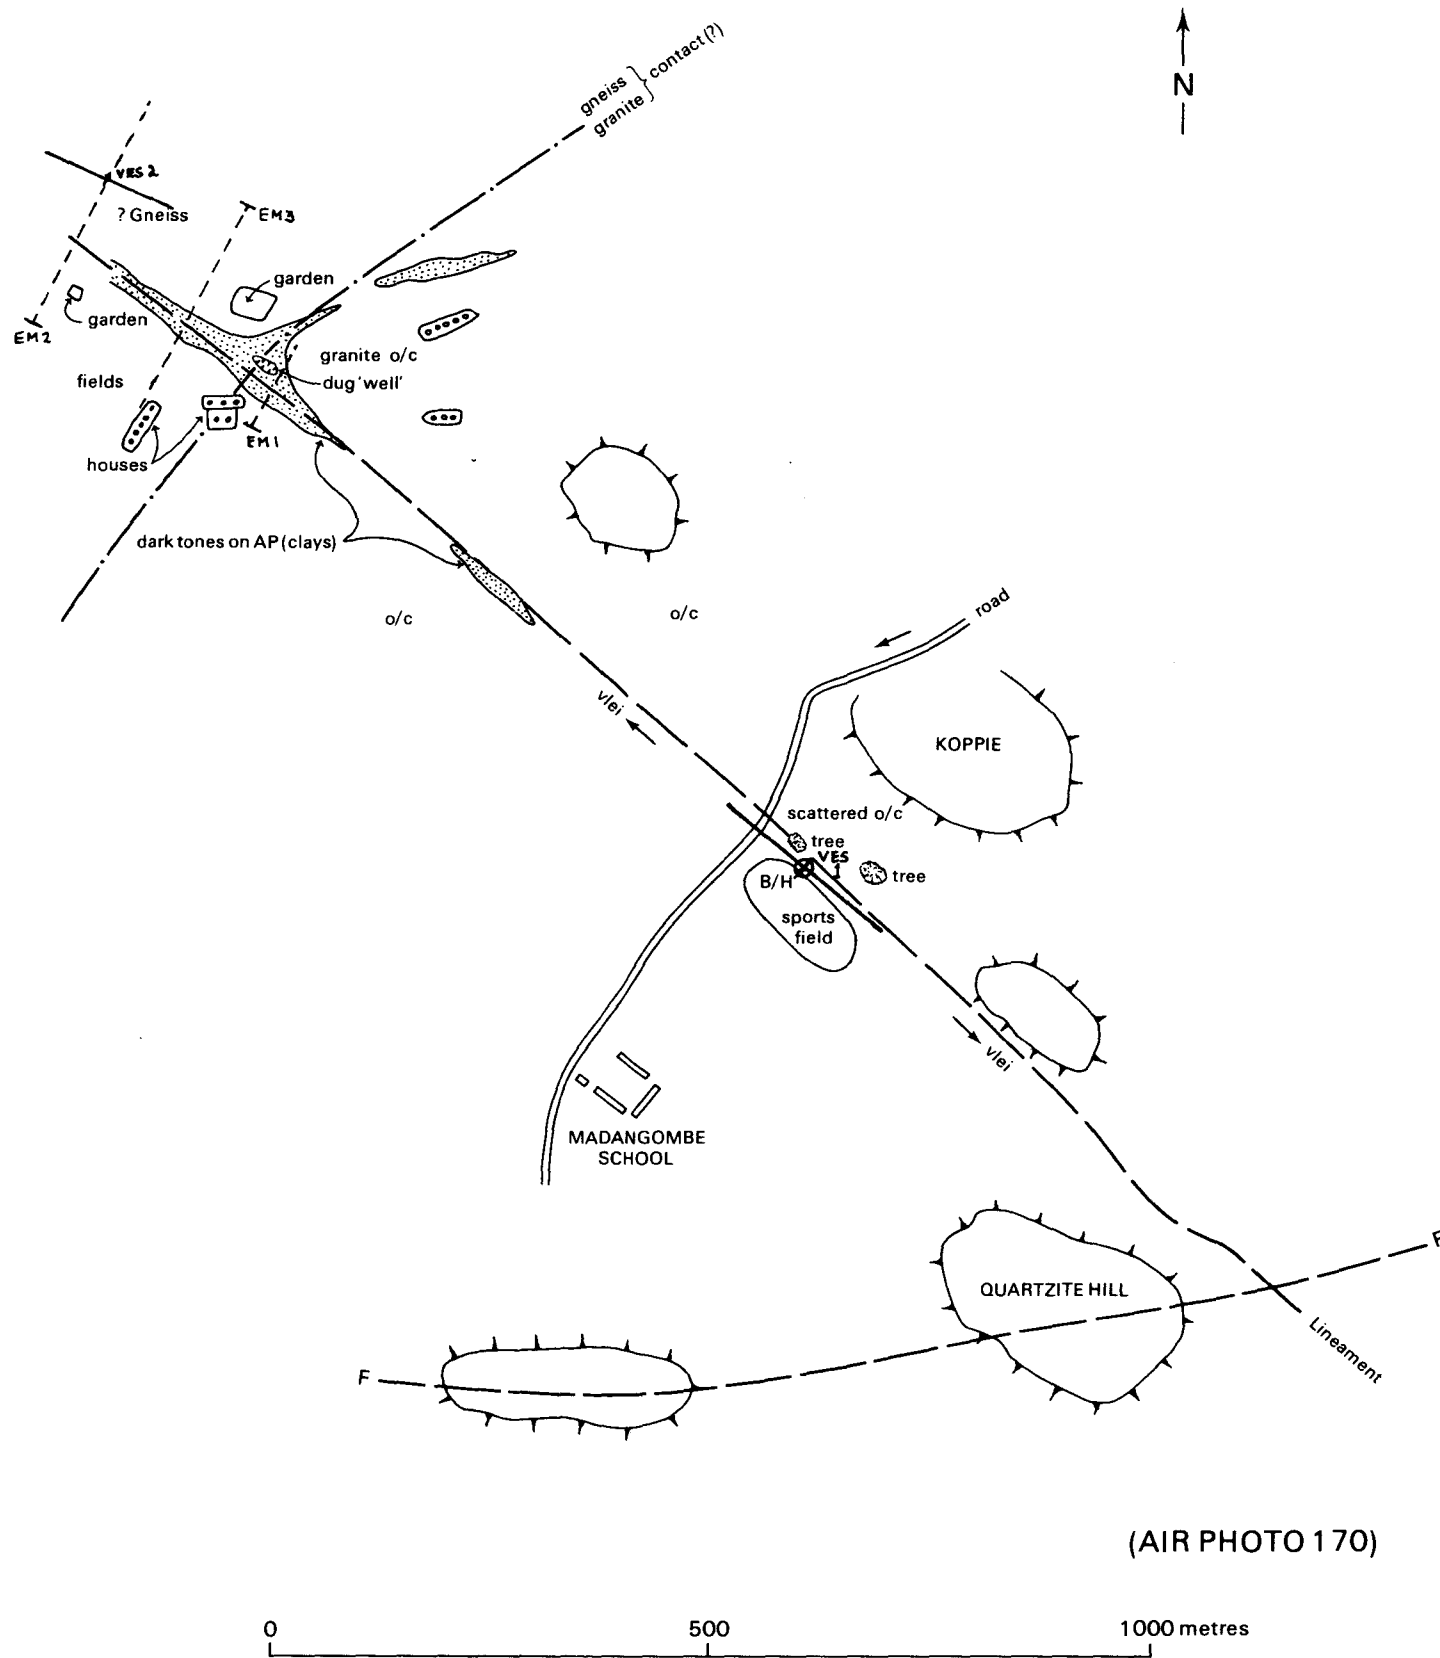 gneiss
granite
contact (?)
N
VES 2
? Gneiss
EM3
garden
garden
EM2
granite o/c
dug 'well'
fields
EM1
houses
dark tones on AP (clays)
o/c
o/c
road
vlei
KOPPIE
scattered o/c
tree
VES
1
B/H
tree
sports
field
vlei
MADANGOMBE
SCHOOL
F
QUARTZITE HILL
Lineament
F
(AIR PHOTO 170)
0
500
1000 metres